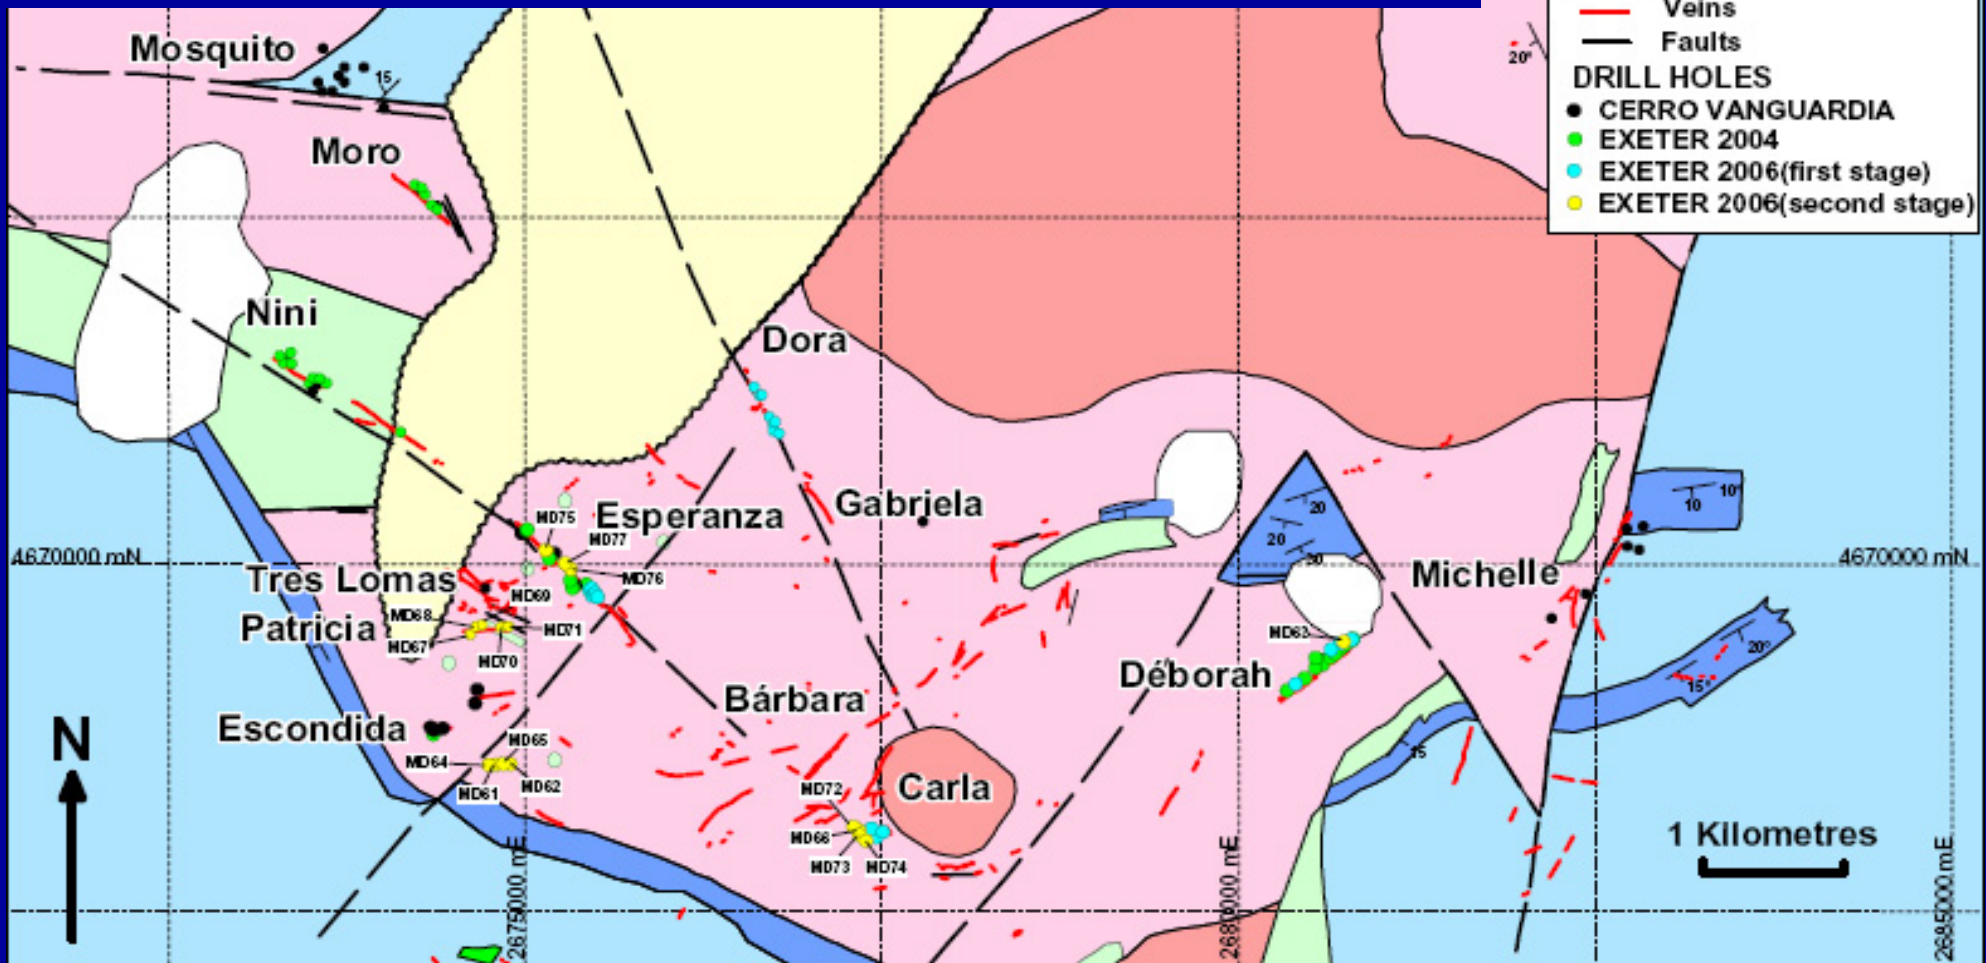 Veins
Faults
DRILL HOLES
CERRO VANGUARDIA
EXETER 2004
EXETER 2006(first stage)
EXETER 2006(second stage)
20°
Mosquito
15
Moro
Nini
Dora
Gabriela
Esperanza
MD75
MD77
MD76
4670000 mN
4670000 mN
20
20
30
10
10°
Michelle
Tres Lomas
MD69
MD68
Patricia
MD71
MD67
MD70
MD63
Déborah
20°
15°
Bárbara
Escondida
MD65
MD64
MD62
MD61
15
Carla
MD72
MD66
MD73
MD74
N
1 Kilometres
2675000 mE
2680000 mE
2685000 mE